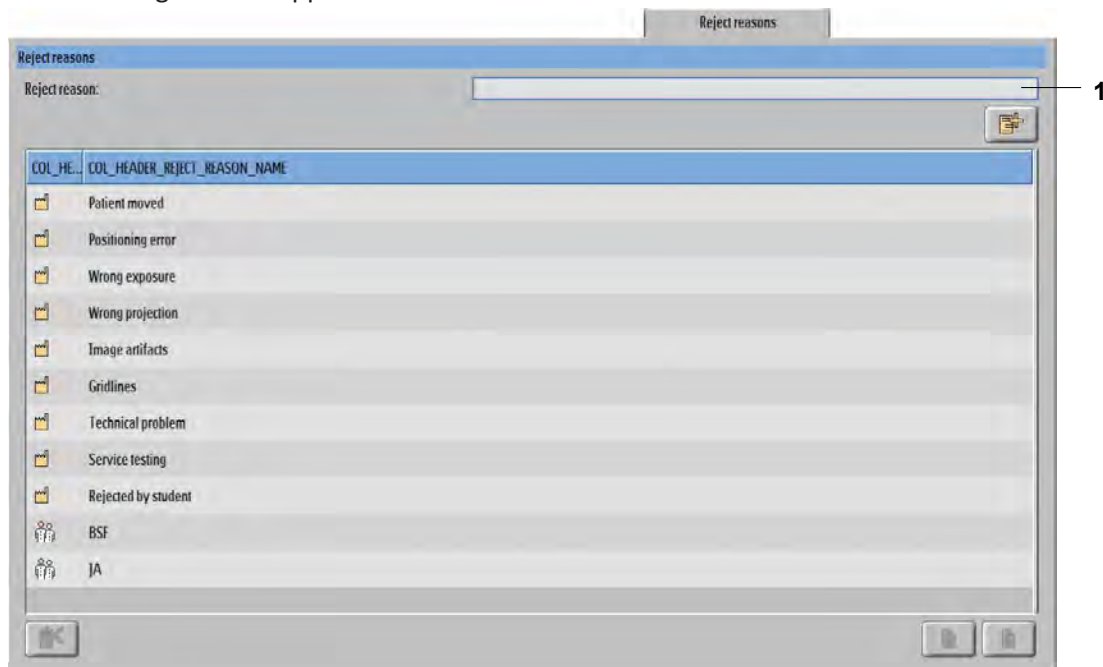 Reject reasons
Reject reasons
Reject reason:
1
COL_HE... COL_HEADER_REJECT_REASON_NAME
Patient moved
Positioning error
Wrong exposure
Wrong projection
Image artifacts
Gridlines
Technical problem
Service testing
Rejected by student
BSF
JA